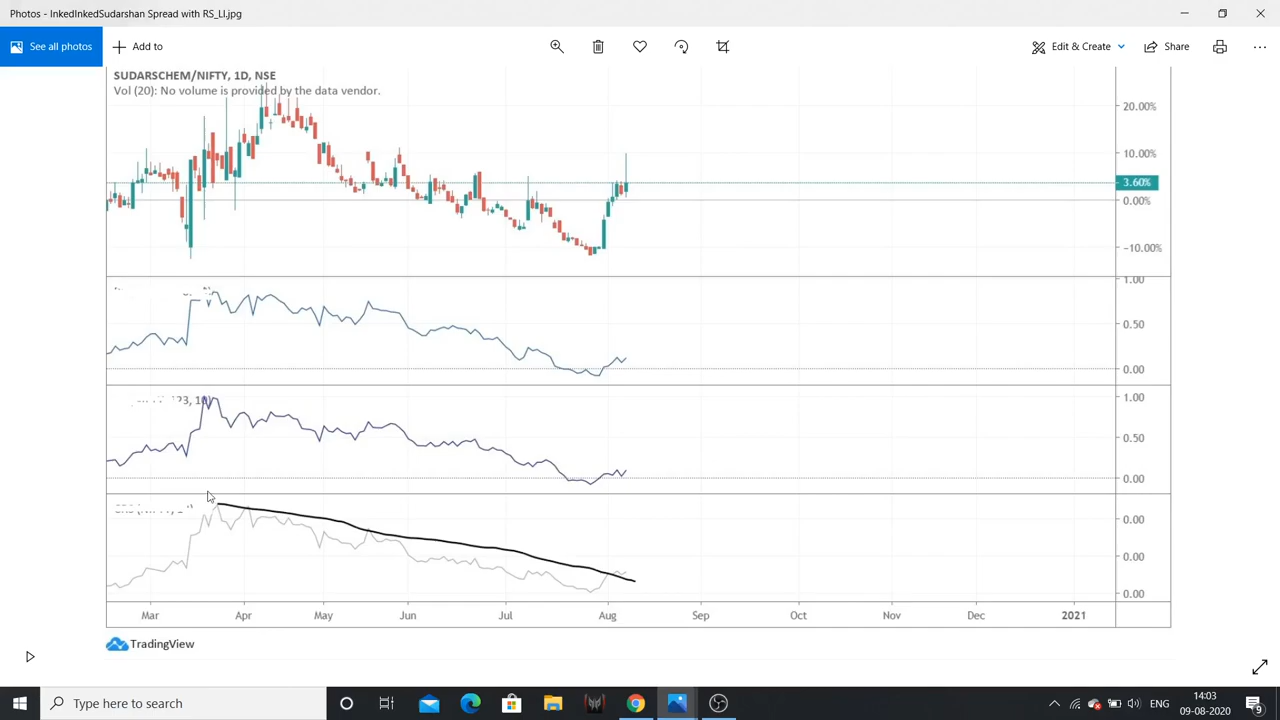 Photos - InkedInkedSudarshan Spread with RS_LI.jpg
See all photos
Add to
Edit & Create
Share
SUDARSCHEM/NIFTY, 1D, NSE
Vol (20): No volume is provided by the data vendor.
20.00%
10.00%
3.60%
0.00%
−10.00%
1.00
0.50
0.00
1.00
0.50
0.00
0.00
0.00
0.00
Mar Apr May Jun Jul Aug Sep Oct Nov Dec 2021
TradingView
Type here to search
ENG
14:03
09-08-2020
9